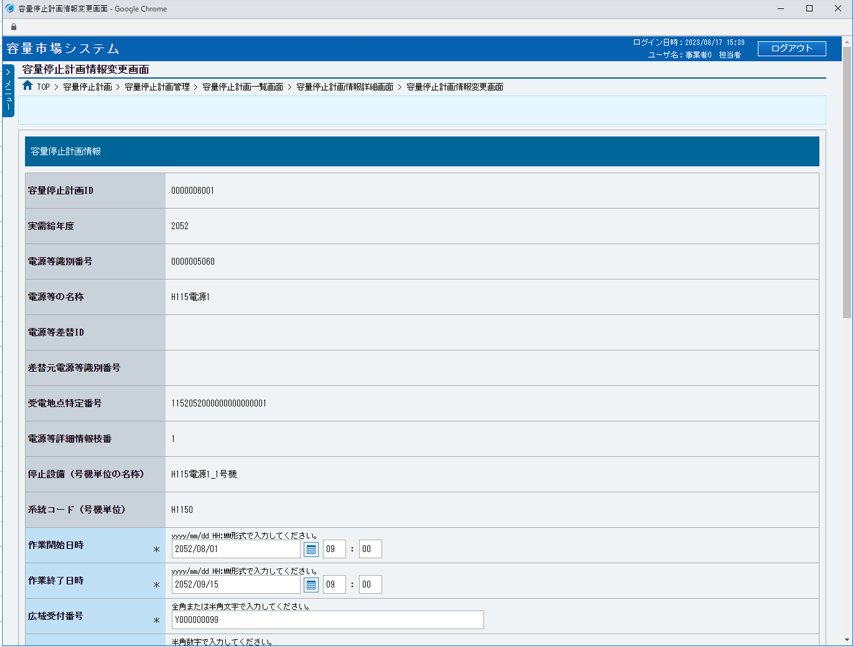 容量停止計画情報変更画面 - Google Chrome
容量市場システム
ログイン日時：2023/08/17 15:39
ユーザ名：事業者0 担当者
ログアウト
メニュー
容量停止計画情報変更画面
TOP > 容量停止計画 > 容量停止計画管理 > 容量停止計画一覧画面 > 容量停止計画情報詳細画面 > 容量停止計画情報変更画面
容量停止計画情報
容量停止計画ID 0000006001
実需給年度 2052
電源等識別番号 0000005060
電源等の名称 H115電源1
電源等差替ID
差替元電源等識別番号
受電地点特定番号 1152052000000000000001
電源等詳細情報枝番 1
停止設備（号機単位の名称） H115電源1_1号機
系統コード（号機単位） H1150
yyyy/mm/dd HH:MM形式で入力してください。
作業開始日時 * 2052/08/01 09 : 00
yyyy/mm/dd HH:MM形式で入力してください。
作業終了日時 * 2052/09/15 09 : 00
全角または半角文字で入力してください。
広域受付番号 * Y000000099
半角数字で入力してください。